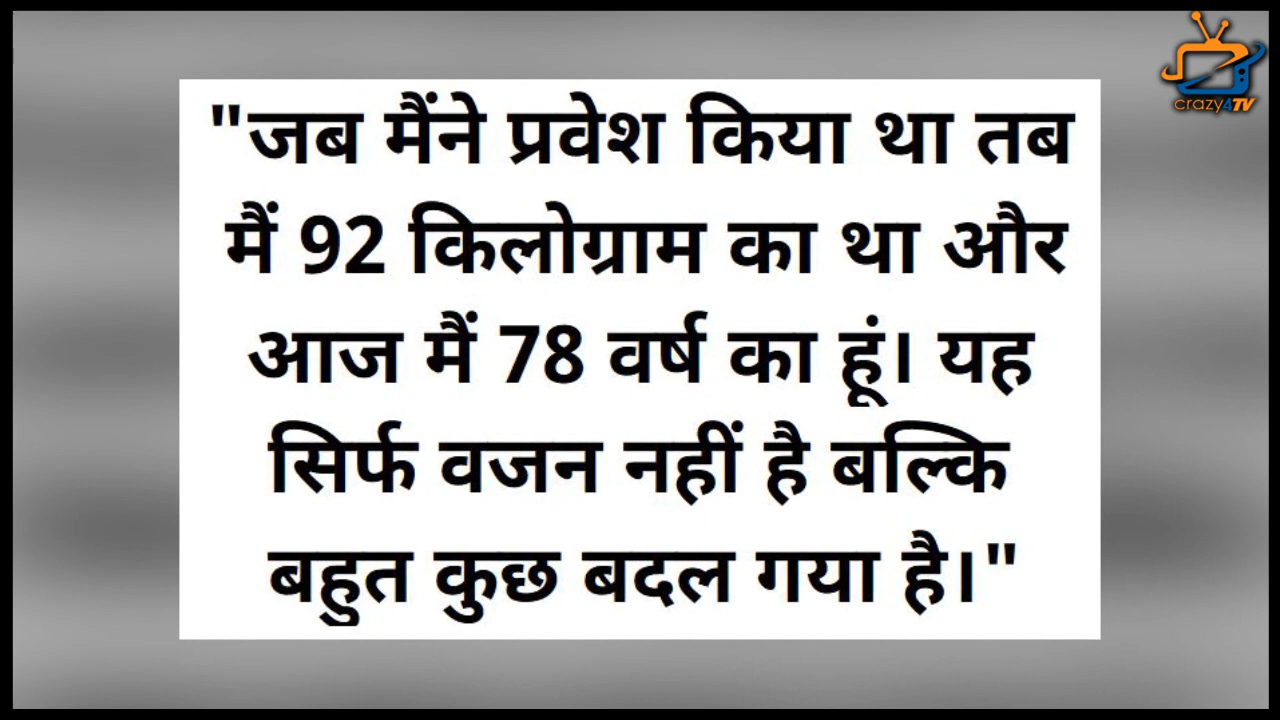 crazy4TV
"जब मैंने प्रवेश किया था तब
मैं 92 किलोग्राम का था और
आज मैं 78 वर्ष का हूं। यह
सिर्फ वजन नहीं है बल्कि
बहुत कुछ बदल गया है।"